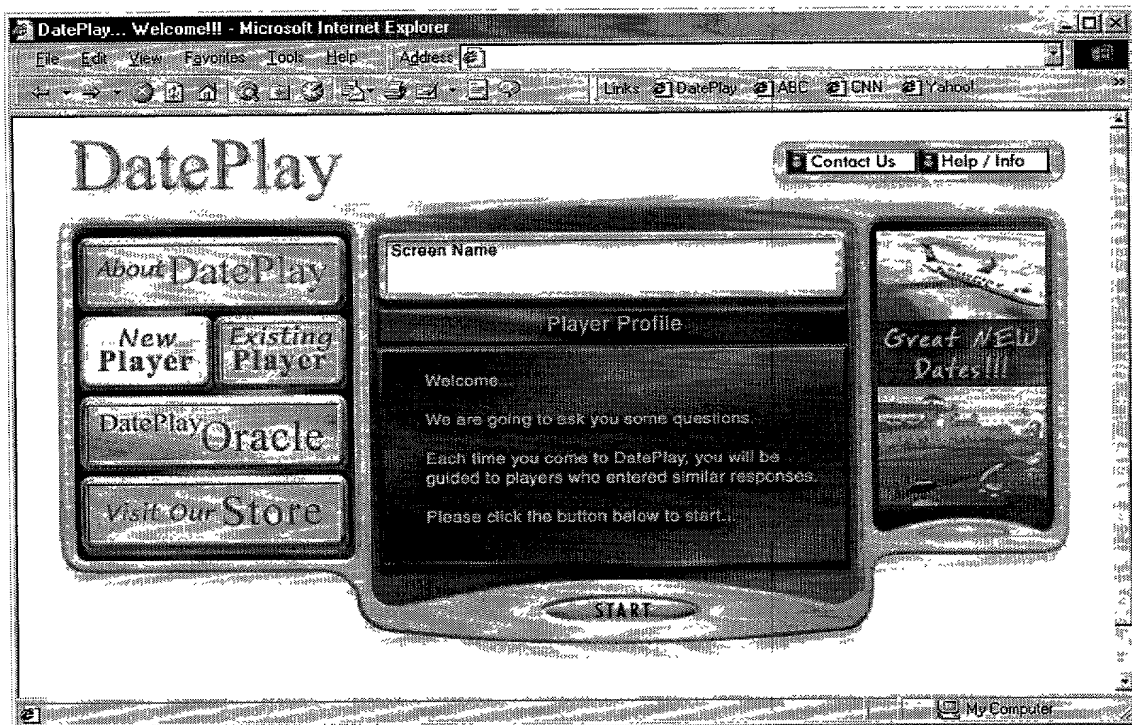 DatePlay... Welcome!!! - Microsoft Internet Explorer
File Edit View Favorites Tools Help Address
Links DatePlay ABC CNN Yahoo! »
DatePlay
Contact Us Help / Info
About DatePlay
New Player
Existing Player
DatePlay Oracle
Visit Our Store
Screen Name
Player Profile
Welcome...
We are going to ask you some questions.
Each time you come to DatePlay, you will be
guided to players who entered similar responses.
Please click the button below to start...
START
Great NEW
Dates!!!
My Computer